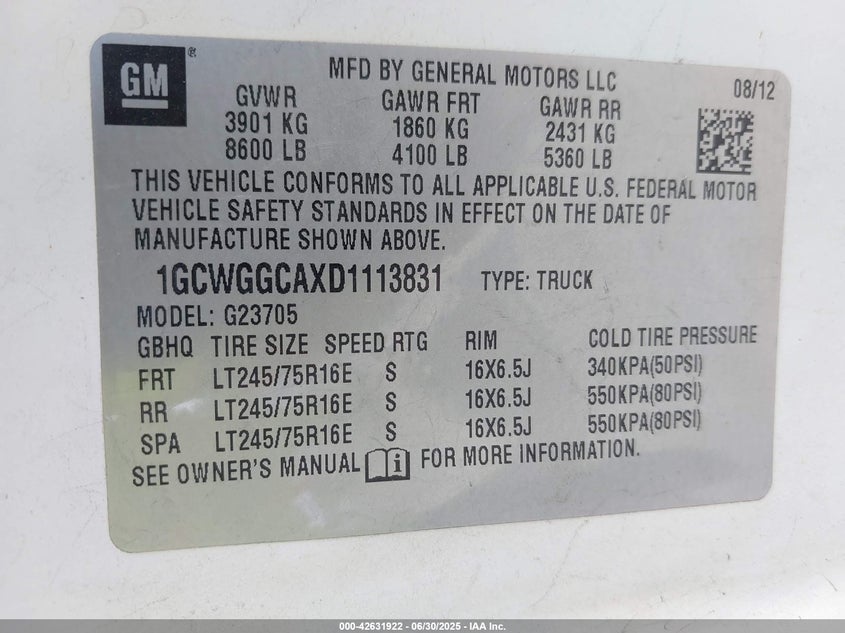 GM ®
MFD BY GENERAL MOTORS LLC 08/12
GVWR GAWR FRT GAWR RR
3901 KG 1860 KG 2431 KG
8600 LB 4100 LB 5360 LB
THIS VEHICLE CONFORMS TO ALL APPLICABLE U.S. FEDERAL MOTOR
VEHICLE SAFETY STANDARDS IN EFFECT ON THE DATE OF
MANUFACTURE SHOWN ABOVE.
1GCWGGCAXD1113831 TYPE: TRUCK
MODEL: G23705
GBHQ TIRE SIZE SPEED RTG RIM COLD TIRE PRESSURE
FRT LT245/75R16E S 16X6.5J 340KPA(50PSI)
RR LT245/75R16E S 16X6.5J 550KPA(80PSI)
SPA LT245/75R16E S 16X6.5J 550KPA(80PSI)
SEE OWNER'S MANUAL i FOR MORE INFORMATION.
000-42631922 - 06/30/2025 - IAA Inc.